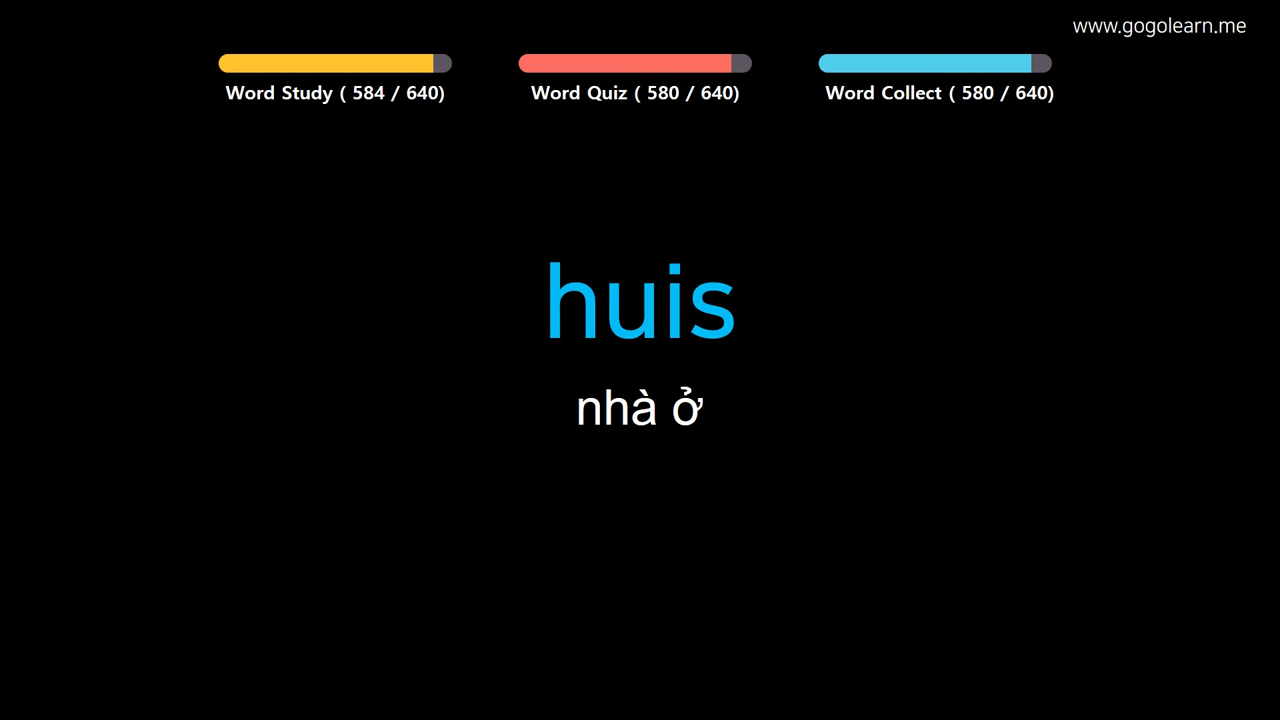 www.gogolearn.me
Word Study ( 584 / 640)
Word Quiz ( 580 / 640)
Word Collect ( 580 / 640)
huis
nhà ở